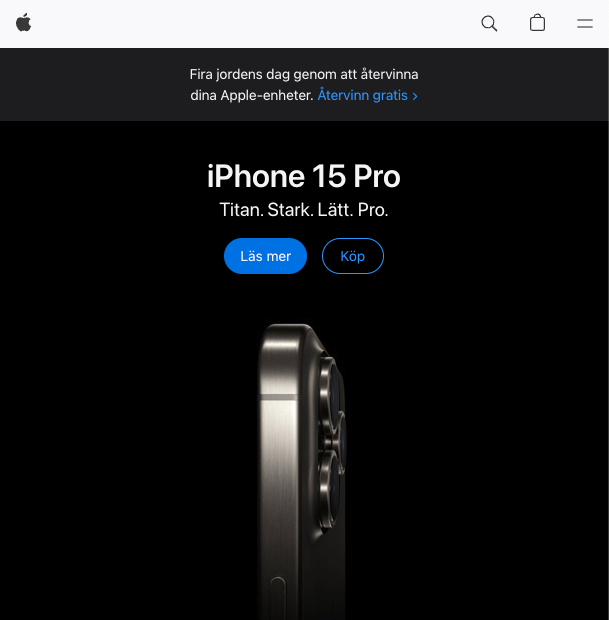 Fira jordens dag genom att återvinna
dina Apple-enheter. Återvinn gratis >
iPhone 15 Pro
Titan. Stark. Lätt. Pro.
Läs mer
Köp